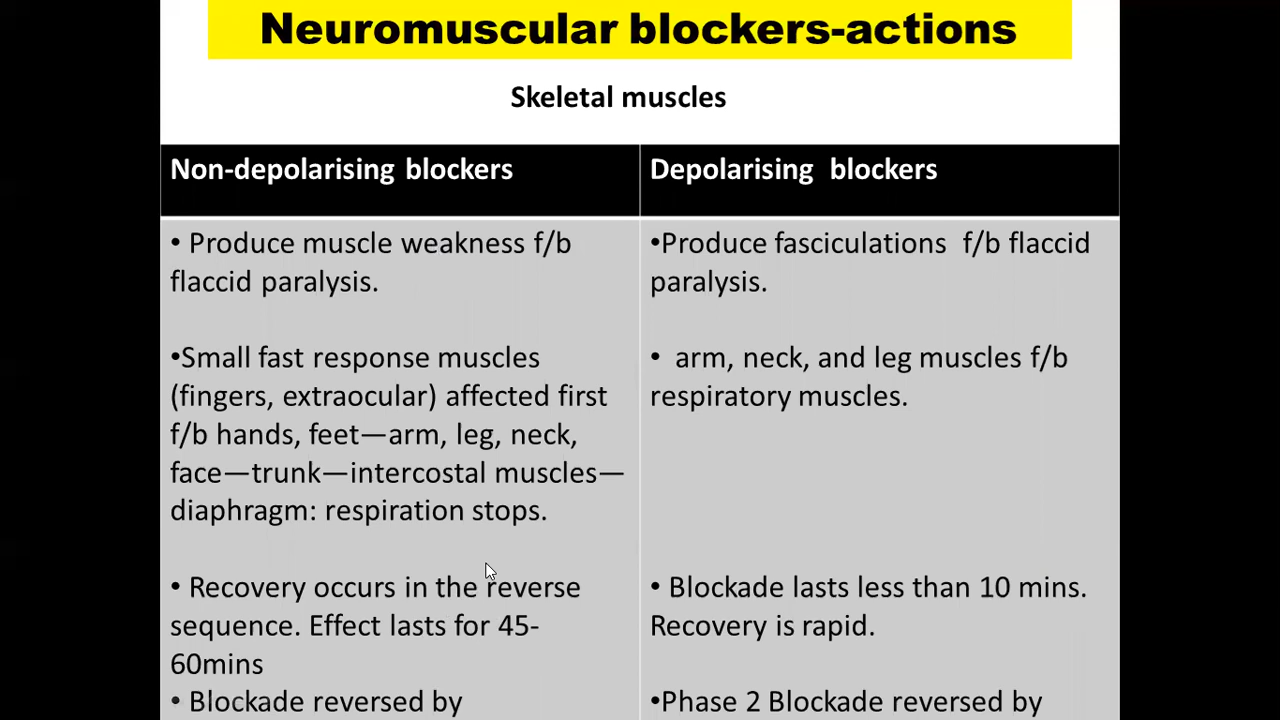 Neuromuscular blockers-actions
Skeletal muscles
Non-depolarising blockers
• Produce muscle weakness f/b
flaccid paralysis.
•Small fast response muscles
(fingers, extraocular) affected first
f/b hands, feet—arm, leg, neck,
face—trunk—intercostal muscles—
diaphragm: respiration stops.
• Recovery occurs in the reverse
sequence. Effect lasts for 45-
60mins
• Blockade reversed by
Depolarising  blockers
•Produce fasciculations  f/b flaccid
paralysis.
•  arm, neck, and leg muscles f/b
respiratory muscles.
• Blockade lasts less than 10 mins.
Recovery is rapid.
•Phase 2 Blockade reversed by